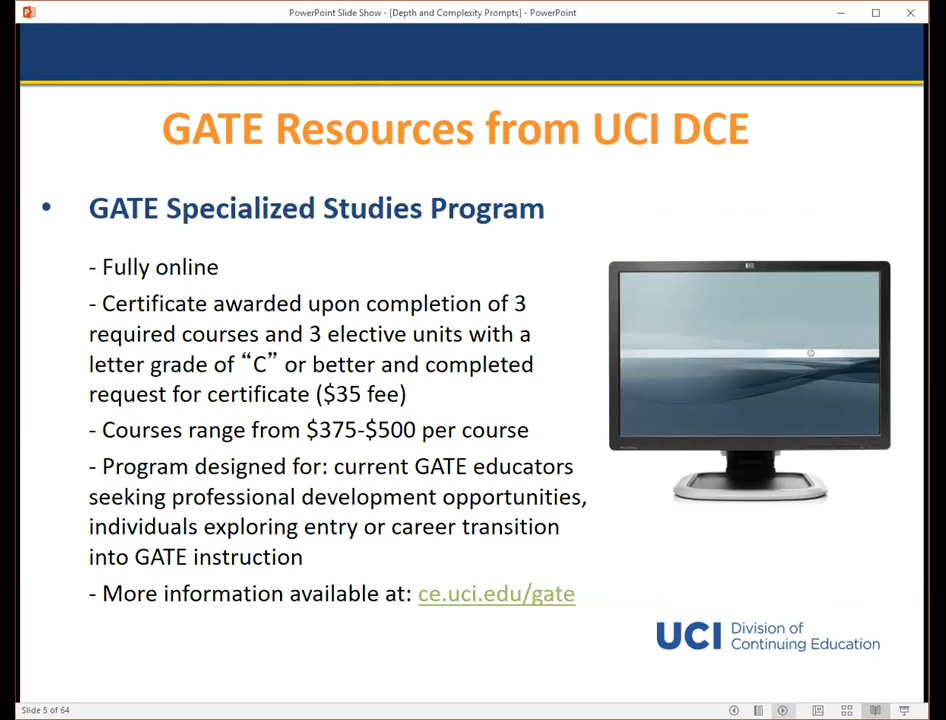 PowerPoint Slide Show - [Depth and Complexity Prompts] - PowerPoint
GATE Resources from UCI DCE
• GATE Specialized Studies Program
- Fully online
- Certificate awarded upon completion of 3
required courses and 3 elective units with a
letter grade of “C” or better and completed
request for certificate ($35 fee)
- Courses range from $375-$500 per course
- Program designed for: current GATE educators
seeking professional development opportunities,
individuals exploring entry or career transition
into GATE instruction
- More information available at: ce.uci.edu/gate
UCI Division of
Continuing Education
Slide 5 of 64